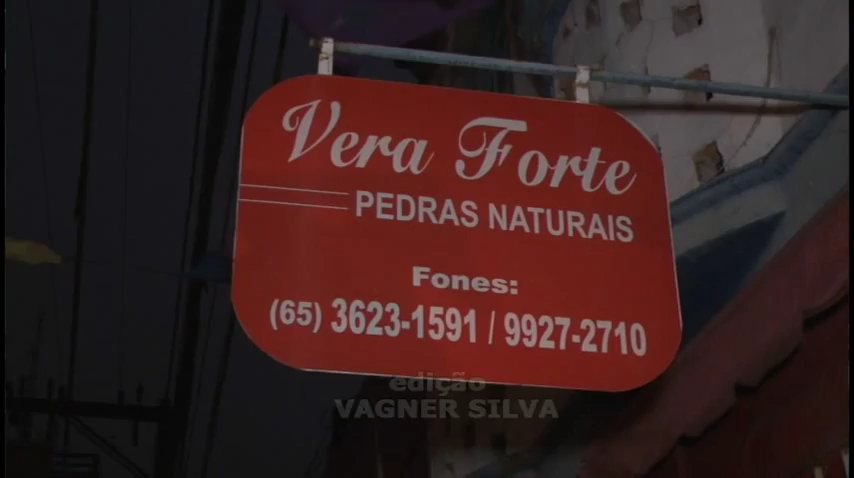 Vera Forte
PEDRAS NATURAIS
Fones:
(65) 3623-1591 / 9927-2710
edição
VAGNER SILVA